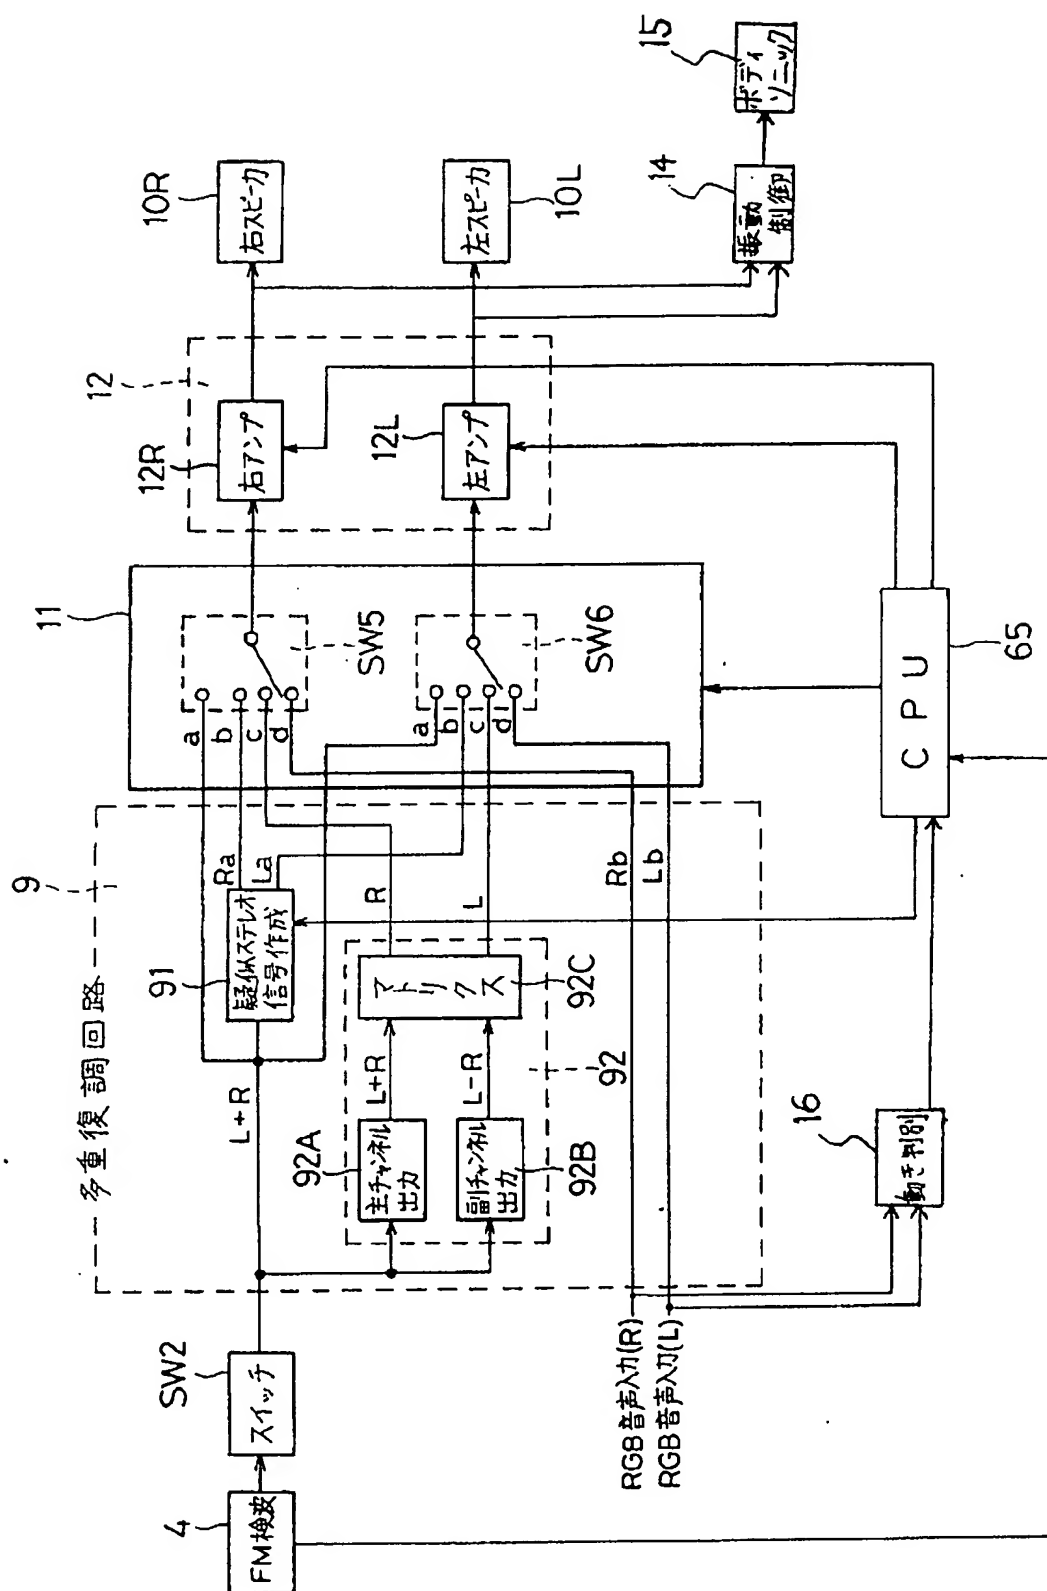 4
FM検波
SW2
スイッチ
9
多重復調回路
L+R
91
疑似ステレオ
信号作成
Ra
La
92A
主チャンネル
出力
92B
副チャンネル
出力
L+R
L-R
92C
マトリクス
92
R
L
RGB音声入力(R)
RGB音声入力(L)
Rb
Lb
11
a
b
c
d
SW5
a
b
c
d
SW6
12
12R
右アンプ
12L
左アンプ
10R
右スピーカ
10L
左スピーカ
14
振動
制御
15
ボディ
ソニック
16
動き判別
CPU
65